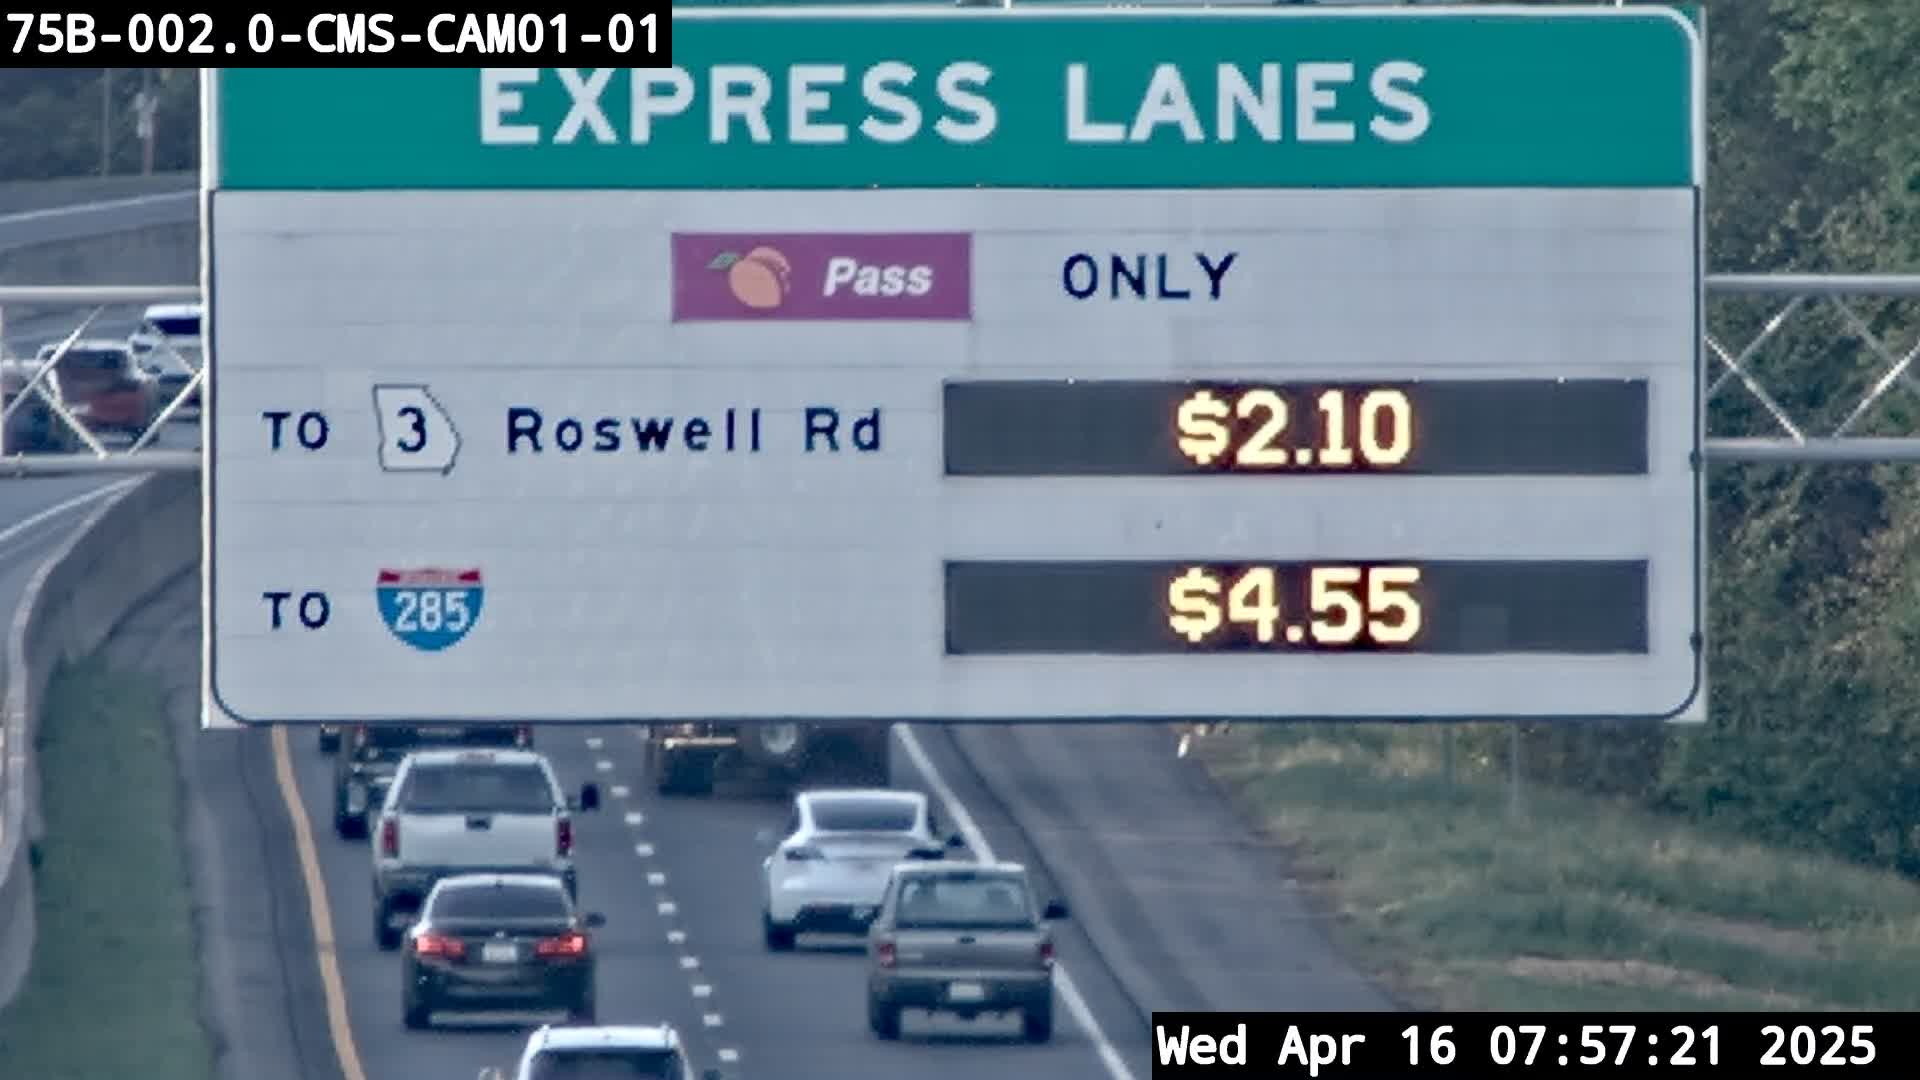 75B-002.0-CMS-CAM01-01
EXPRESS LANES
Pass ONLY
TO 3 Roswell Rd $2.10
TO 285 $4.55
Wed Apr 16 07:57:21 2025